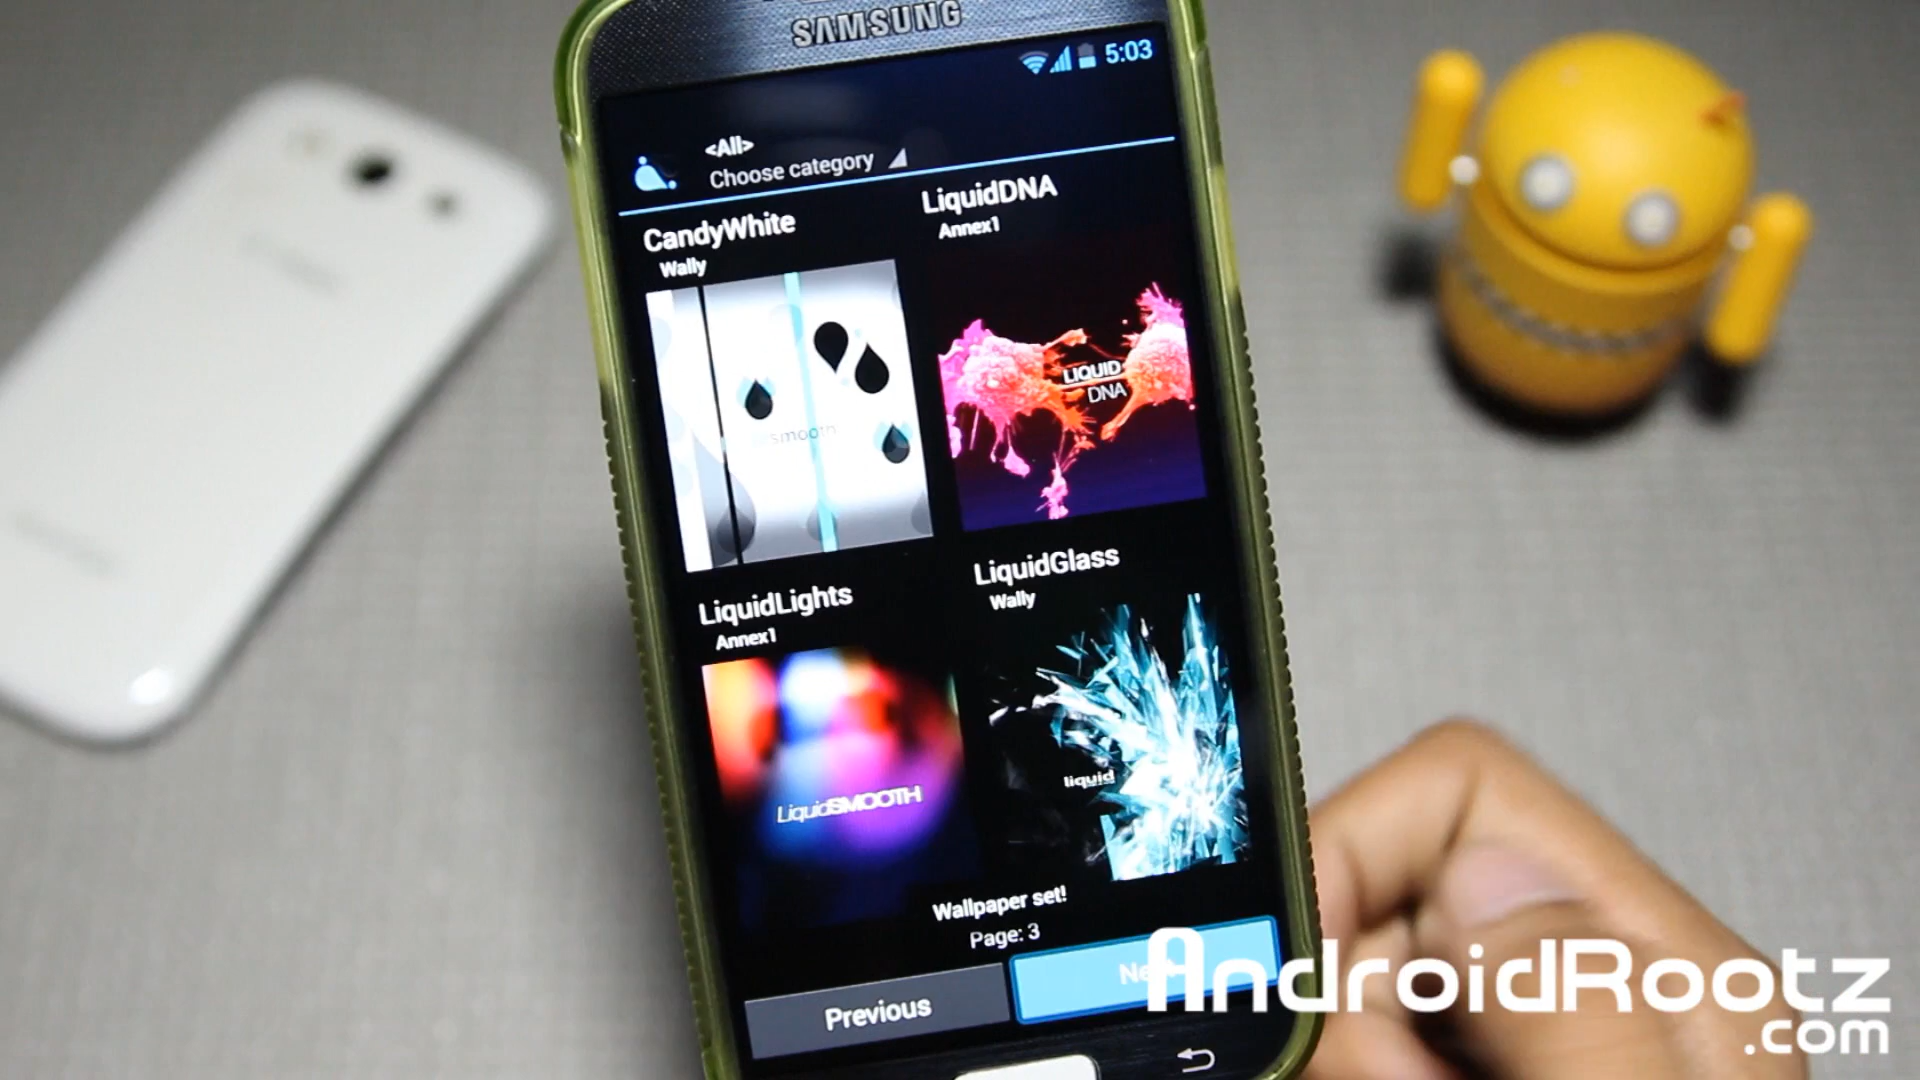 SAMSUNG
5:03
<All>
Choose category
CandyWhite
Wally
LiquidDNA
Annex1
smooth
LIQUID
DNA
LiquidLights
Annex1
LiquidGlass
Wally
LiquidSMOOTH
liquid
Wallpaper set!
Page: 3
Previous
AndroidRootz
.com